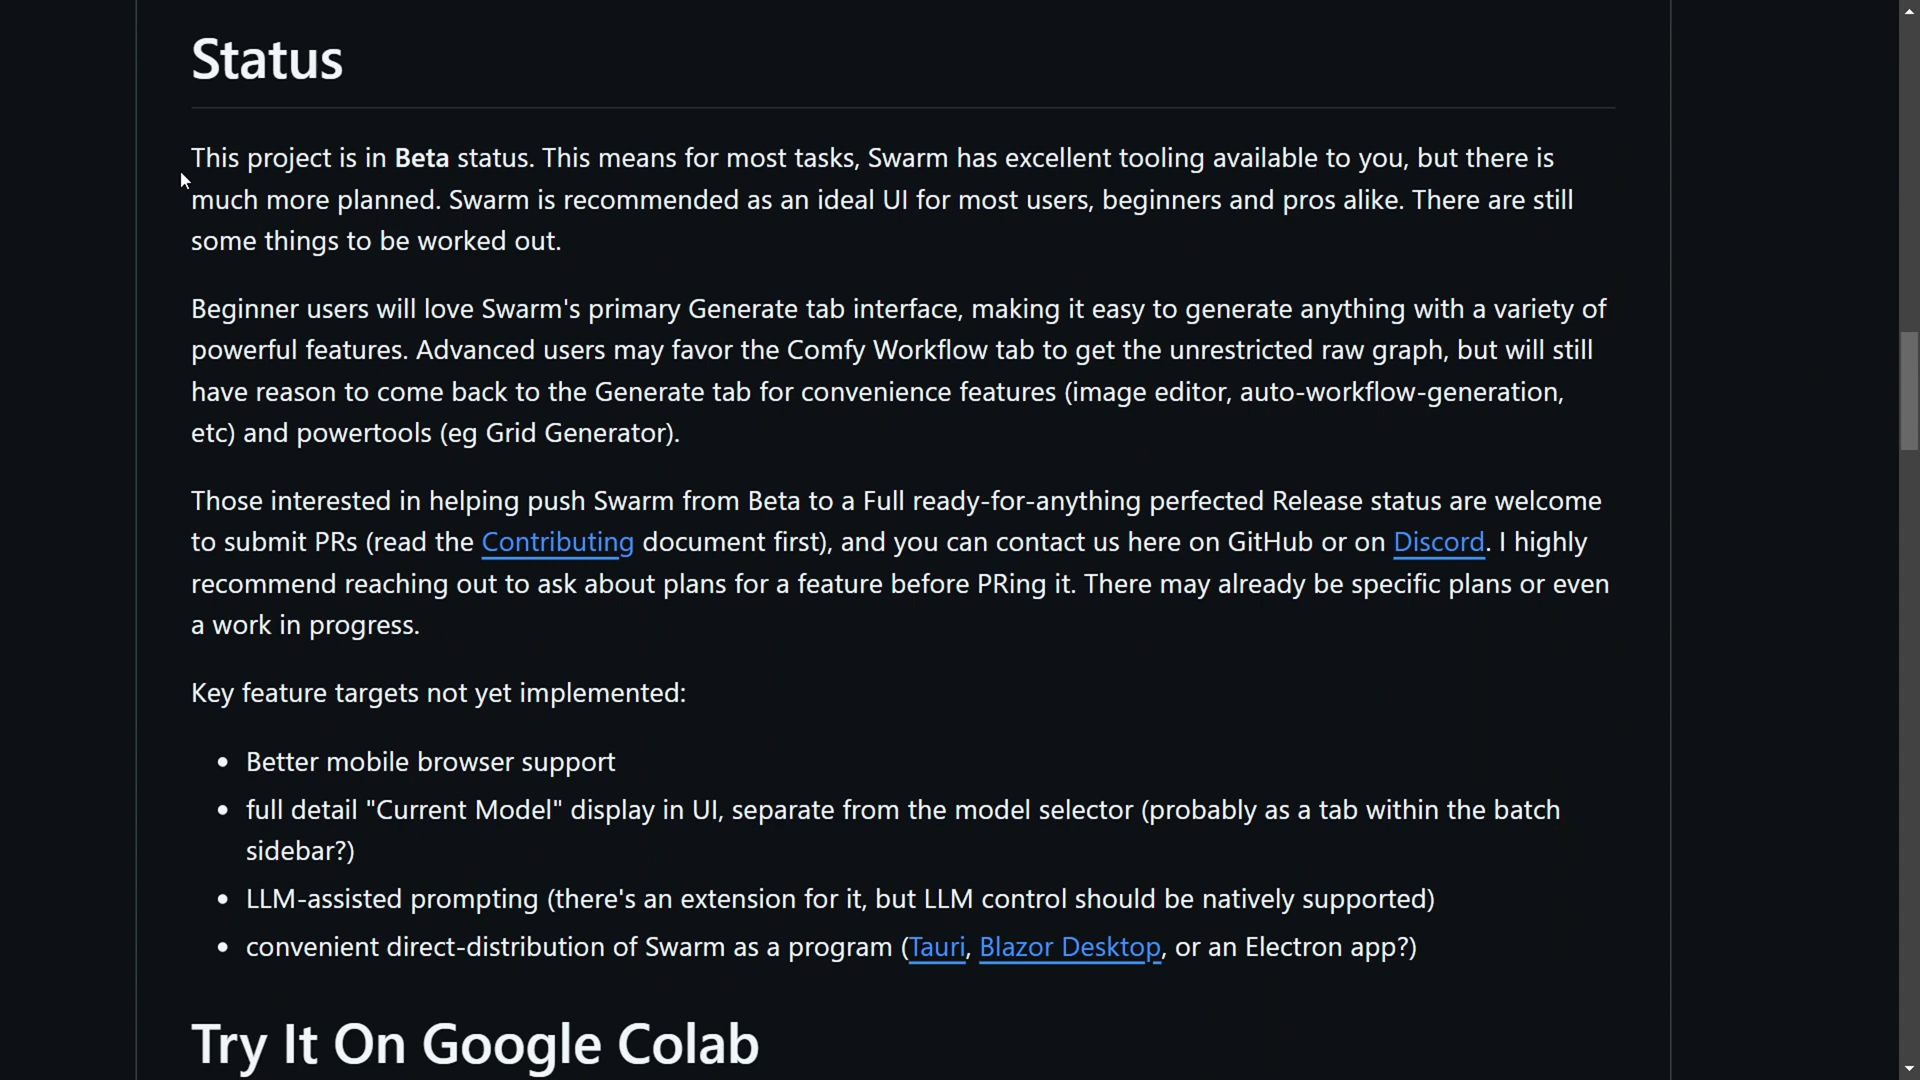 Status
This project is in Beta status. This means for most tasks, Swarm has excellent tooling available to you, but there is
much more planned. Swarm is recommended as an ideal UI for most users, beginners and pros alike. There are still
some things to be worked out.
Beginner users will love Swarm's primary Generate tab interface, making it easy to generate anything with a variety of
powerful features. Advanced users may favor the Comfy Workflow tab to get the unrestricted raw graph, but will still
have reason to come back to the Generate tab for convenience features (image editor, auto-workflow-generation,
etc) and powertools (eg Grid Generator).
Those interested in helping push Swarm from Beta to a Full ready-for-anything perfected Release status are welcome
to submit PRs (read the Contributing document first), and you can contact us here on GitHub or on Discord. I highly
recommend reaching out to ask about plans for a feature before PRing it. There may already be specific plans or even
a work in progress.
Key feature targets not yet implemented:
• Better mobile browser support
• full detail "Current Model" display in UI, separate from the model selector (probably as a tab within the batch
sidebar?)
• LLM-assisted prompting (there's an extension for it, but LLM control should be natively supported)
• convenient direct-distribution of Swarm as a program (Tauri, Blazor Desktop, or an Electron app?)
Try It On Google Colab